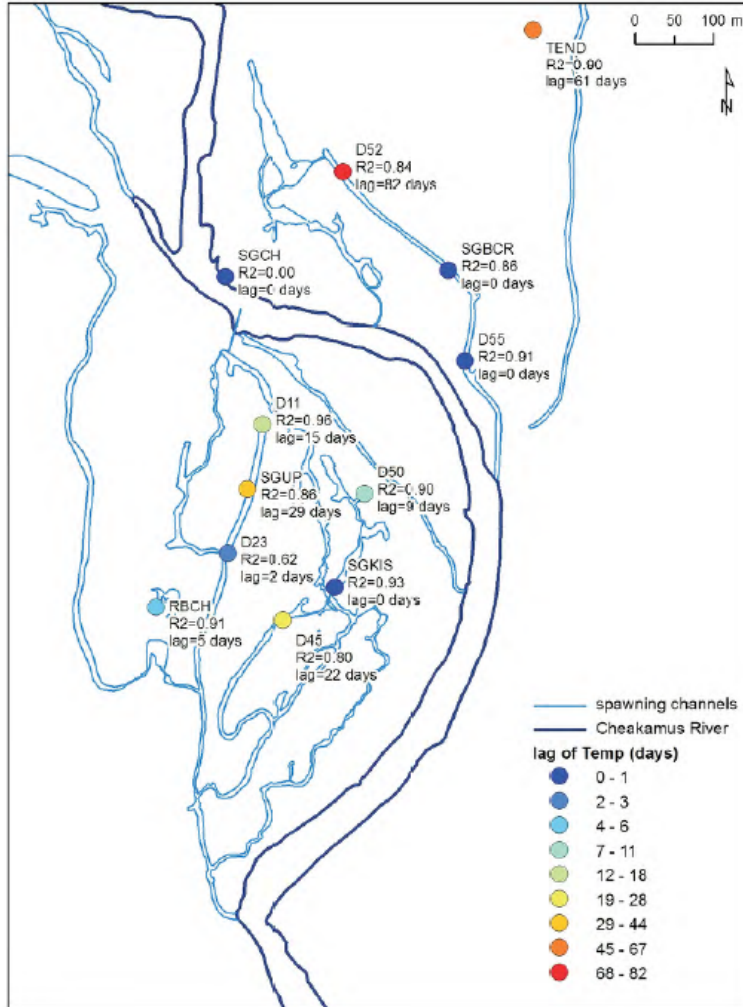 0 50 100 m
TEND
R2=0.90
lag=61 days
N
D52
R2=0.84
lag=82 days
SGCH
R2=0.00
lag=0 days
SGBCR
R2=0.86
lag=0 days
D55
R2=0.91
lag=0 days
D11
R2=0.96
lag=15 days
SGUP
R2=0.86
lag=29 days
D50
R2=0.90
lag=9 days
D23
R2=0.62
lag=2 days
SGKIS
R2=0.93
lag=0 days
RBCH
R2=0.91
lag=5 days
D45
R2=0.80
lag=22 days
spawning channels
Cheakamus River
lag of Temp (days)
0 - 1
2 - 3
4 - 6
7 - 11
12 - 18
19 - 28
29 - 44
45 - 67
68 - 82